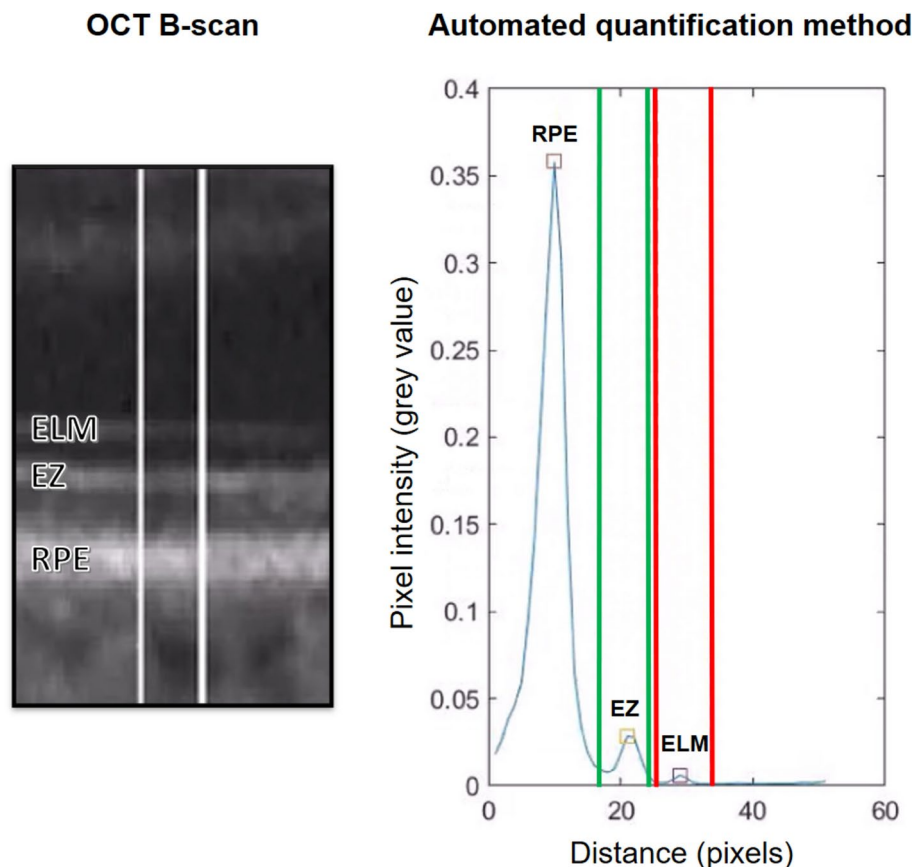 OCT B-scan
Automated quantification method
ELM
EZ
RPE
Pixel intensity (grey value)
0.4
0.35
0.3
0.25
0.2
0.15
0.1
0.05
0
RPE
EZ
ELM
0 20 40 60
Distance (pixels)